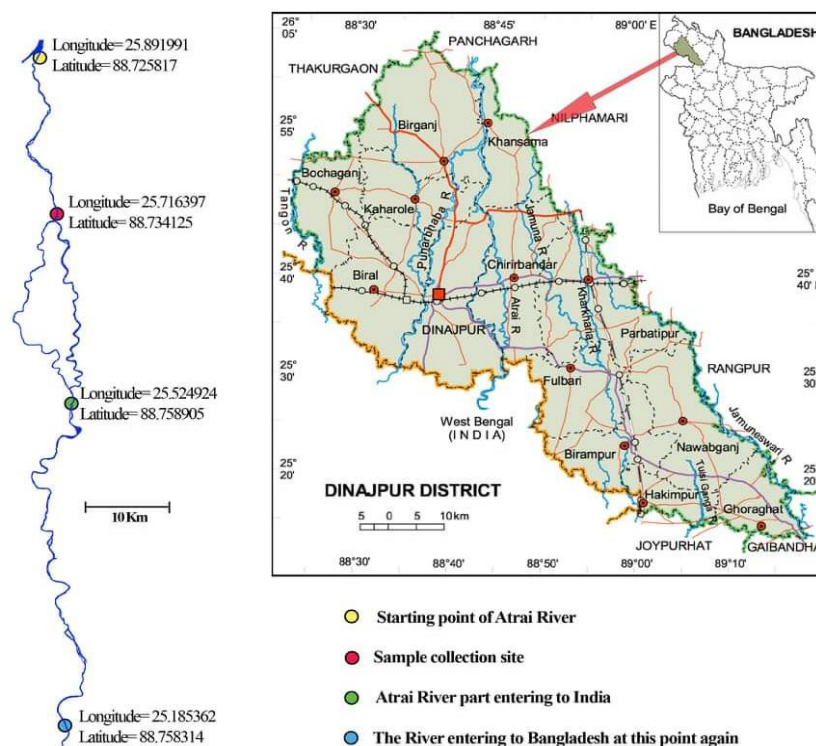 Longitude=25.891991
Latitude=88.725817
Longitude=25.716397
Latitude=88.734125
Longitude=25.524924
Latitude=88.758905
10 Km
Longitude=25.185362
Latitude=88.758314
26
05'
88°30'
88°45'
89°00' E
PANCHAGARH
THAKURGAON
BANGLADESH
NILPHAMARI
25°
55'
Birganj
Khansama
Bochaganj
Kaharole
Tangon R
Punarbhaba R
Jamuna R
Bay of Bengal
25°
40'
Biral
Chirirbandar
Atrai R
Kharkharia R
25°
40' N
DINAJPUR
Parbatipur
25°
30'
Fulbari
RANGPUR
25°
30'
West Bengal
(INDIA)
Jamuneswari R
Birampur
Nawabganj
25°
20'
Tulsi Ganga R
25°
20'
DINAJPUR DISTRICT
Hakimpur
Ghoraghat
5 0 5 10km
JOYPURHAT
GAIBANDHA
88°30'
88°40'
88°50'
89°00'
89°10'
Starting point of Atrai River
Sample collection site
Atrai River part entering to India
The River entering to Bangladesh at this point again